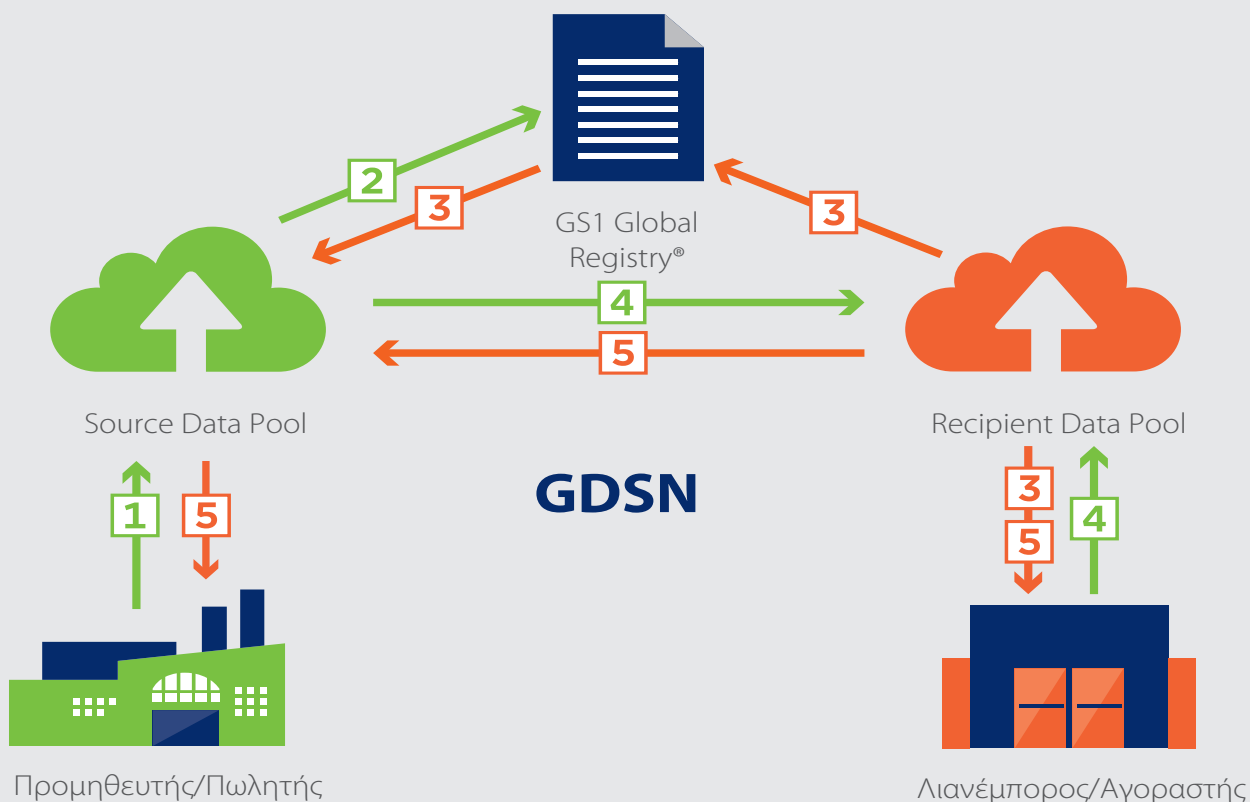 2
3
GS1 Global
Registry®
3
4
5
Source Data Pool
Recipient Data Pool
GDSN
1
5
3
5
4
Προμηθευτής/Πωλητής
Λιανέμπορος/Αγοραστής